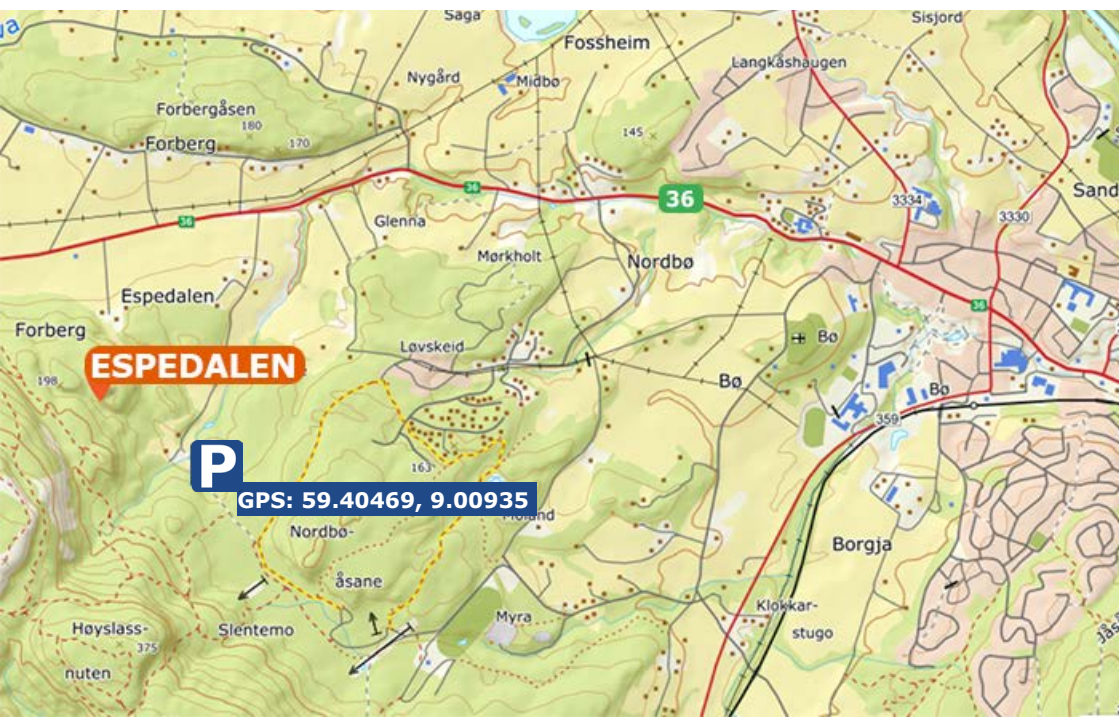 va
Saga
Sisjord
Fossheim
Langkåshaugen
Nygård
Midbø
Forbergåsen
180
145
Forberg
170
36
36
Sand
3334
3330
36
Glenna
Mørkholt
Nordbø
Espedalen
36
Forberg
Bø
Løvskeid
ESPEDALEN
198
Bø
Bø
359
P
163
GPS: 59.40469, 9.00935
Moland
Nordbø-
åsane
Borgja
Klokkar-
stugo
Myra
Høyslass-
nuten
375
Slentemo